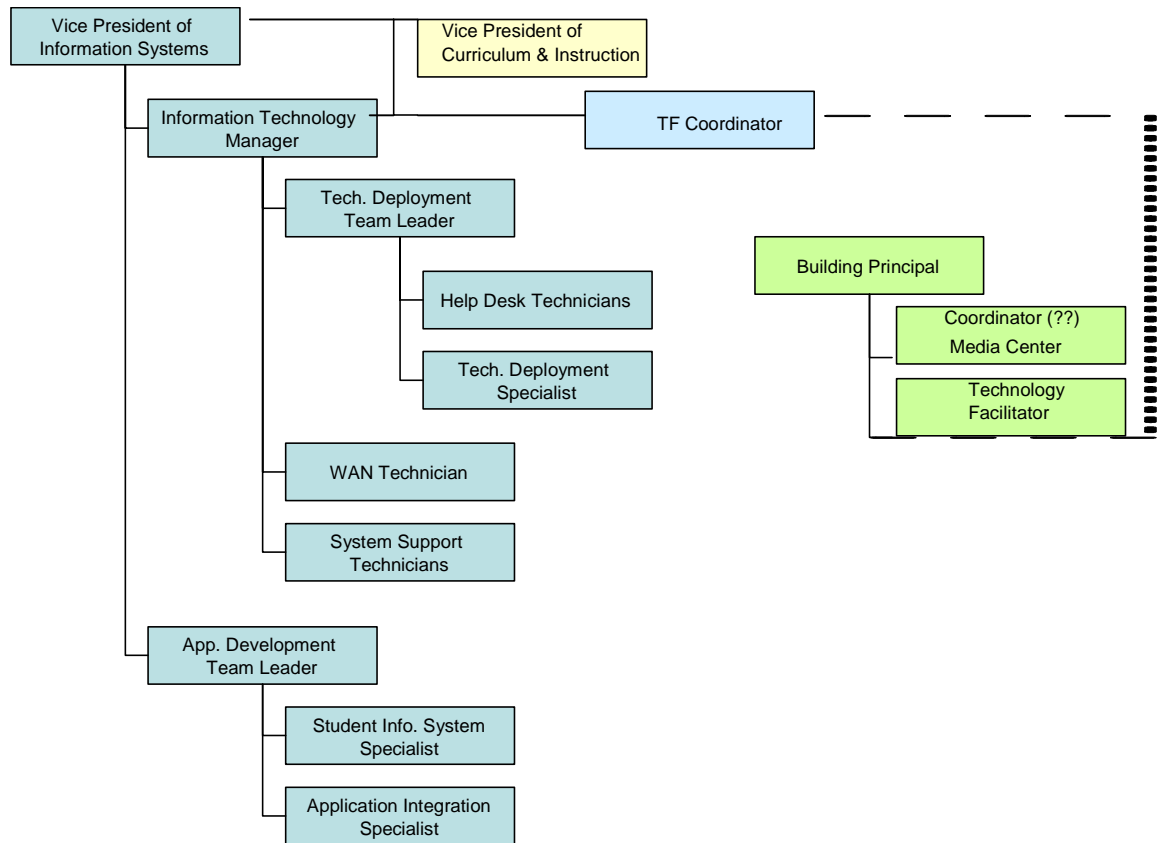 Vice President of
Information Systems
Vice President of
Curriculum & Instruction
Information Technology
Manager
TF Coordinator
Tech. Deployment
Team Leader
Building Principal
Help Desk Technicians
Coordinator (??)
Media Center
Tech. Deployment
Specialist
Technology
Facilitator
WAN Technician
System Support
Technicians
App. Development
Team Leader
Student Info. System
Specialist
Application Integration
Specialist